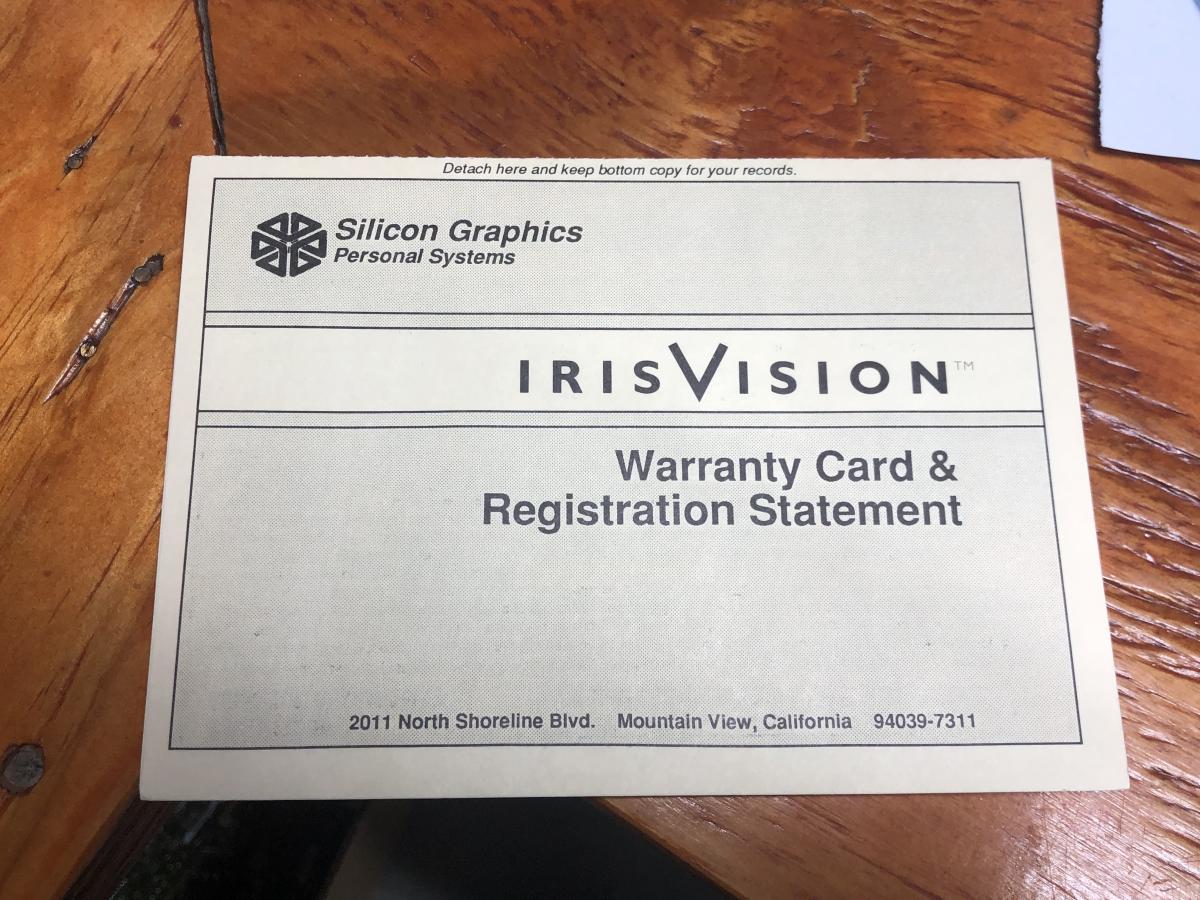 Detach here and keep bottom copy for your records.
Silicon Graphics
Personal Systems
IRISVISION™
Warranty Card &
Registration Statement
2011 North Shoreline Blvd. Mountain View, California 94039-7311